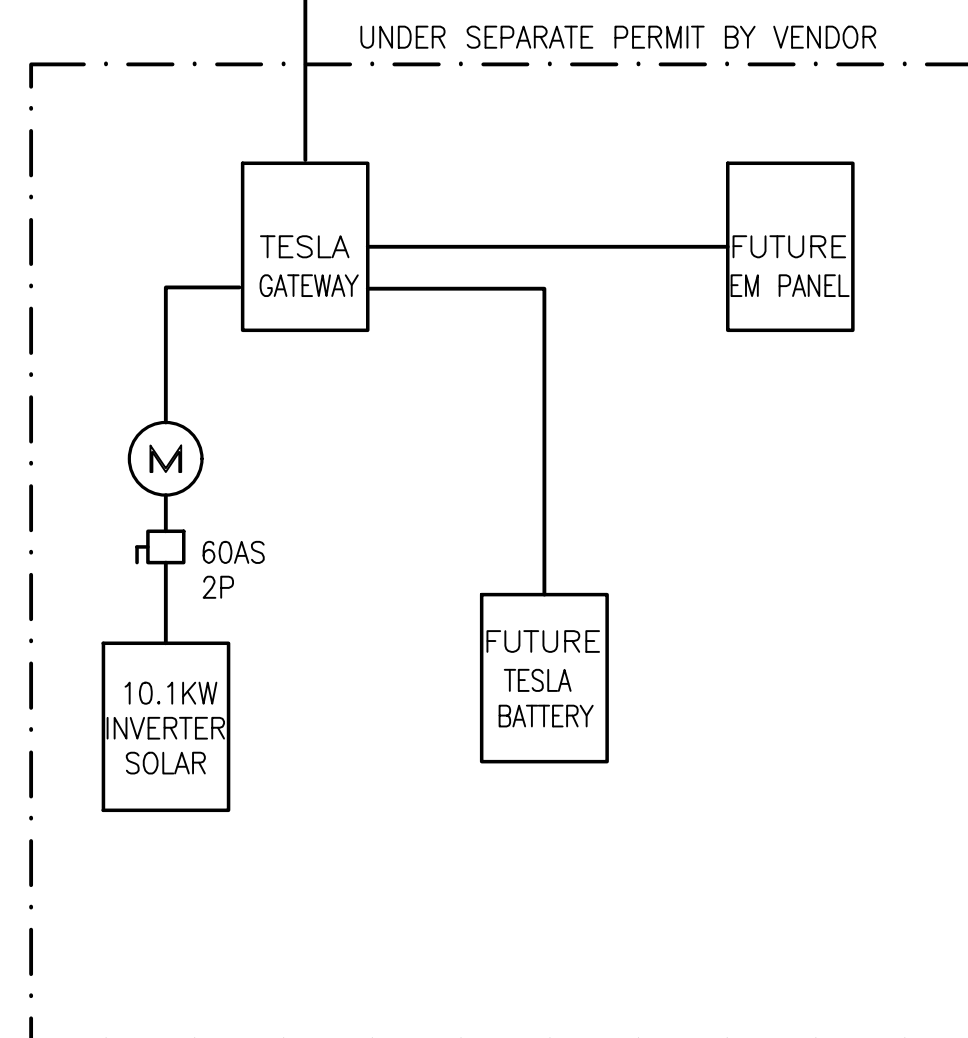 UNDER SEPARATE PERMIT BY VENDOR
TESLA
GATEWAY
FUTURE
EM PANEL
M
60AS
2P
10.1KW
INVERTER
SOLAR
FUTURE
TESLA
BATTERY